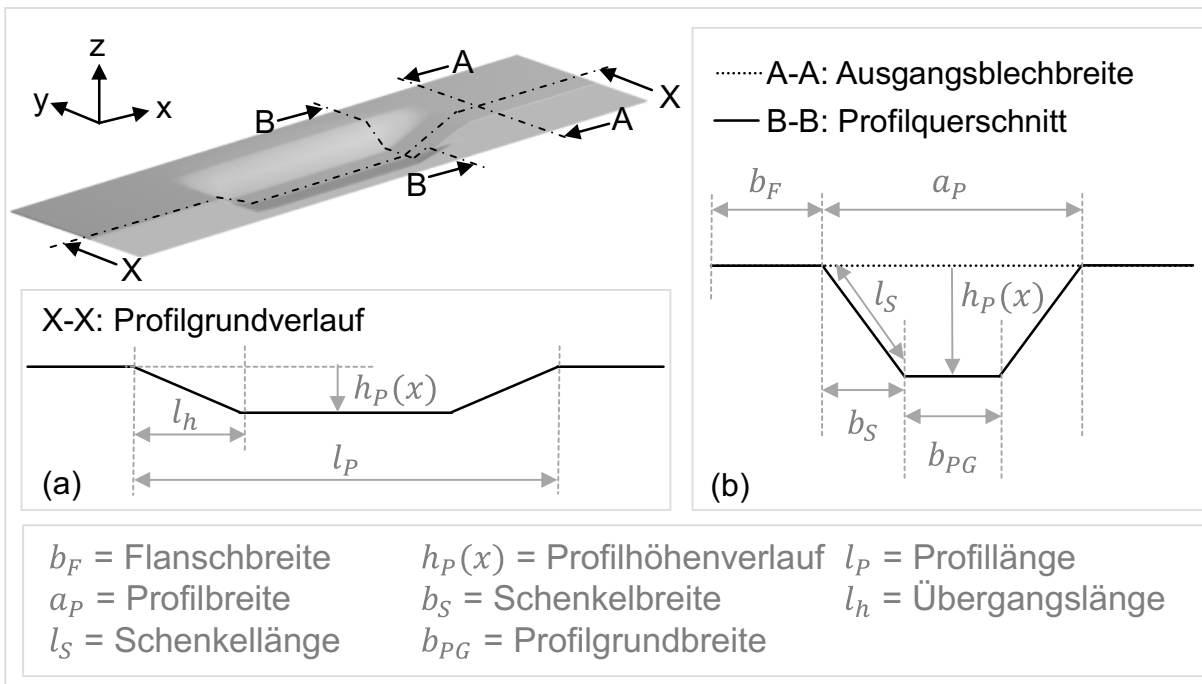 z
y
x
A
A
B
B
X
X
A-A: Ausgangsblechbreite
B-B: Profilquerschnitt
b_F
a_P
l_S
h_P(x)
b_S
b_PG
(b)
X-X: Profilgrundverlauf
h_P(x)
l_h
l_P
(a)
b_F = Flanschbreite
h_P(x) = Profilhöhenverlauf
l_P = Profillänge
a_P = Profilbreite
b_S = Schenkelbreite
l_h = Übergangslänge
l_S = Schenkellänge
b_PG = Profilgrundbreite